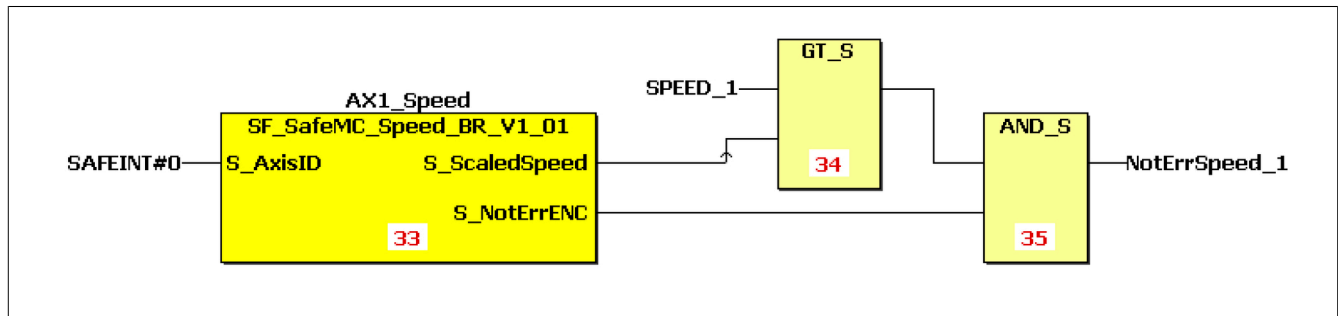 GT_S
SPEED_1
34
AX1_Speed
SF_SafeMC_Speed_BR_V1_01
SAFEINT#0
S_AxisID
S_ScaledSpeed
S_NotErrENC
33
AND_S
NotErrSpeed_1
35